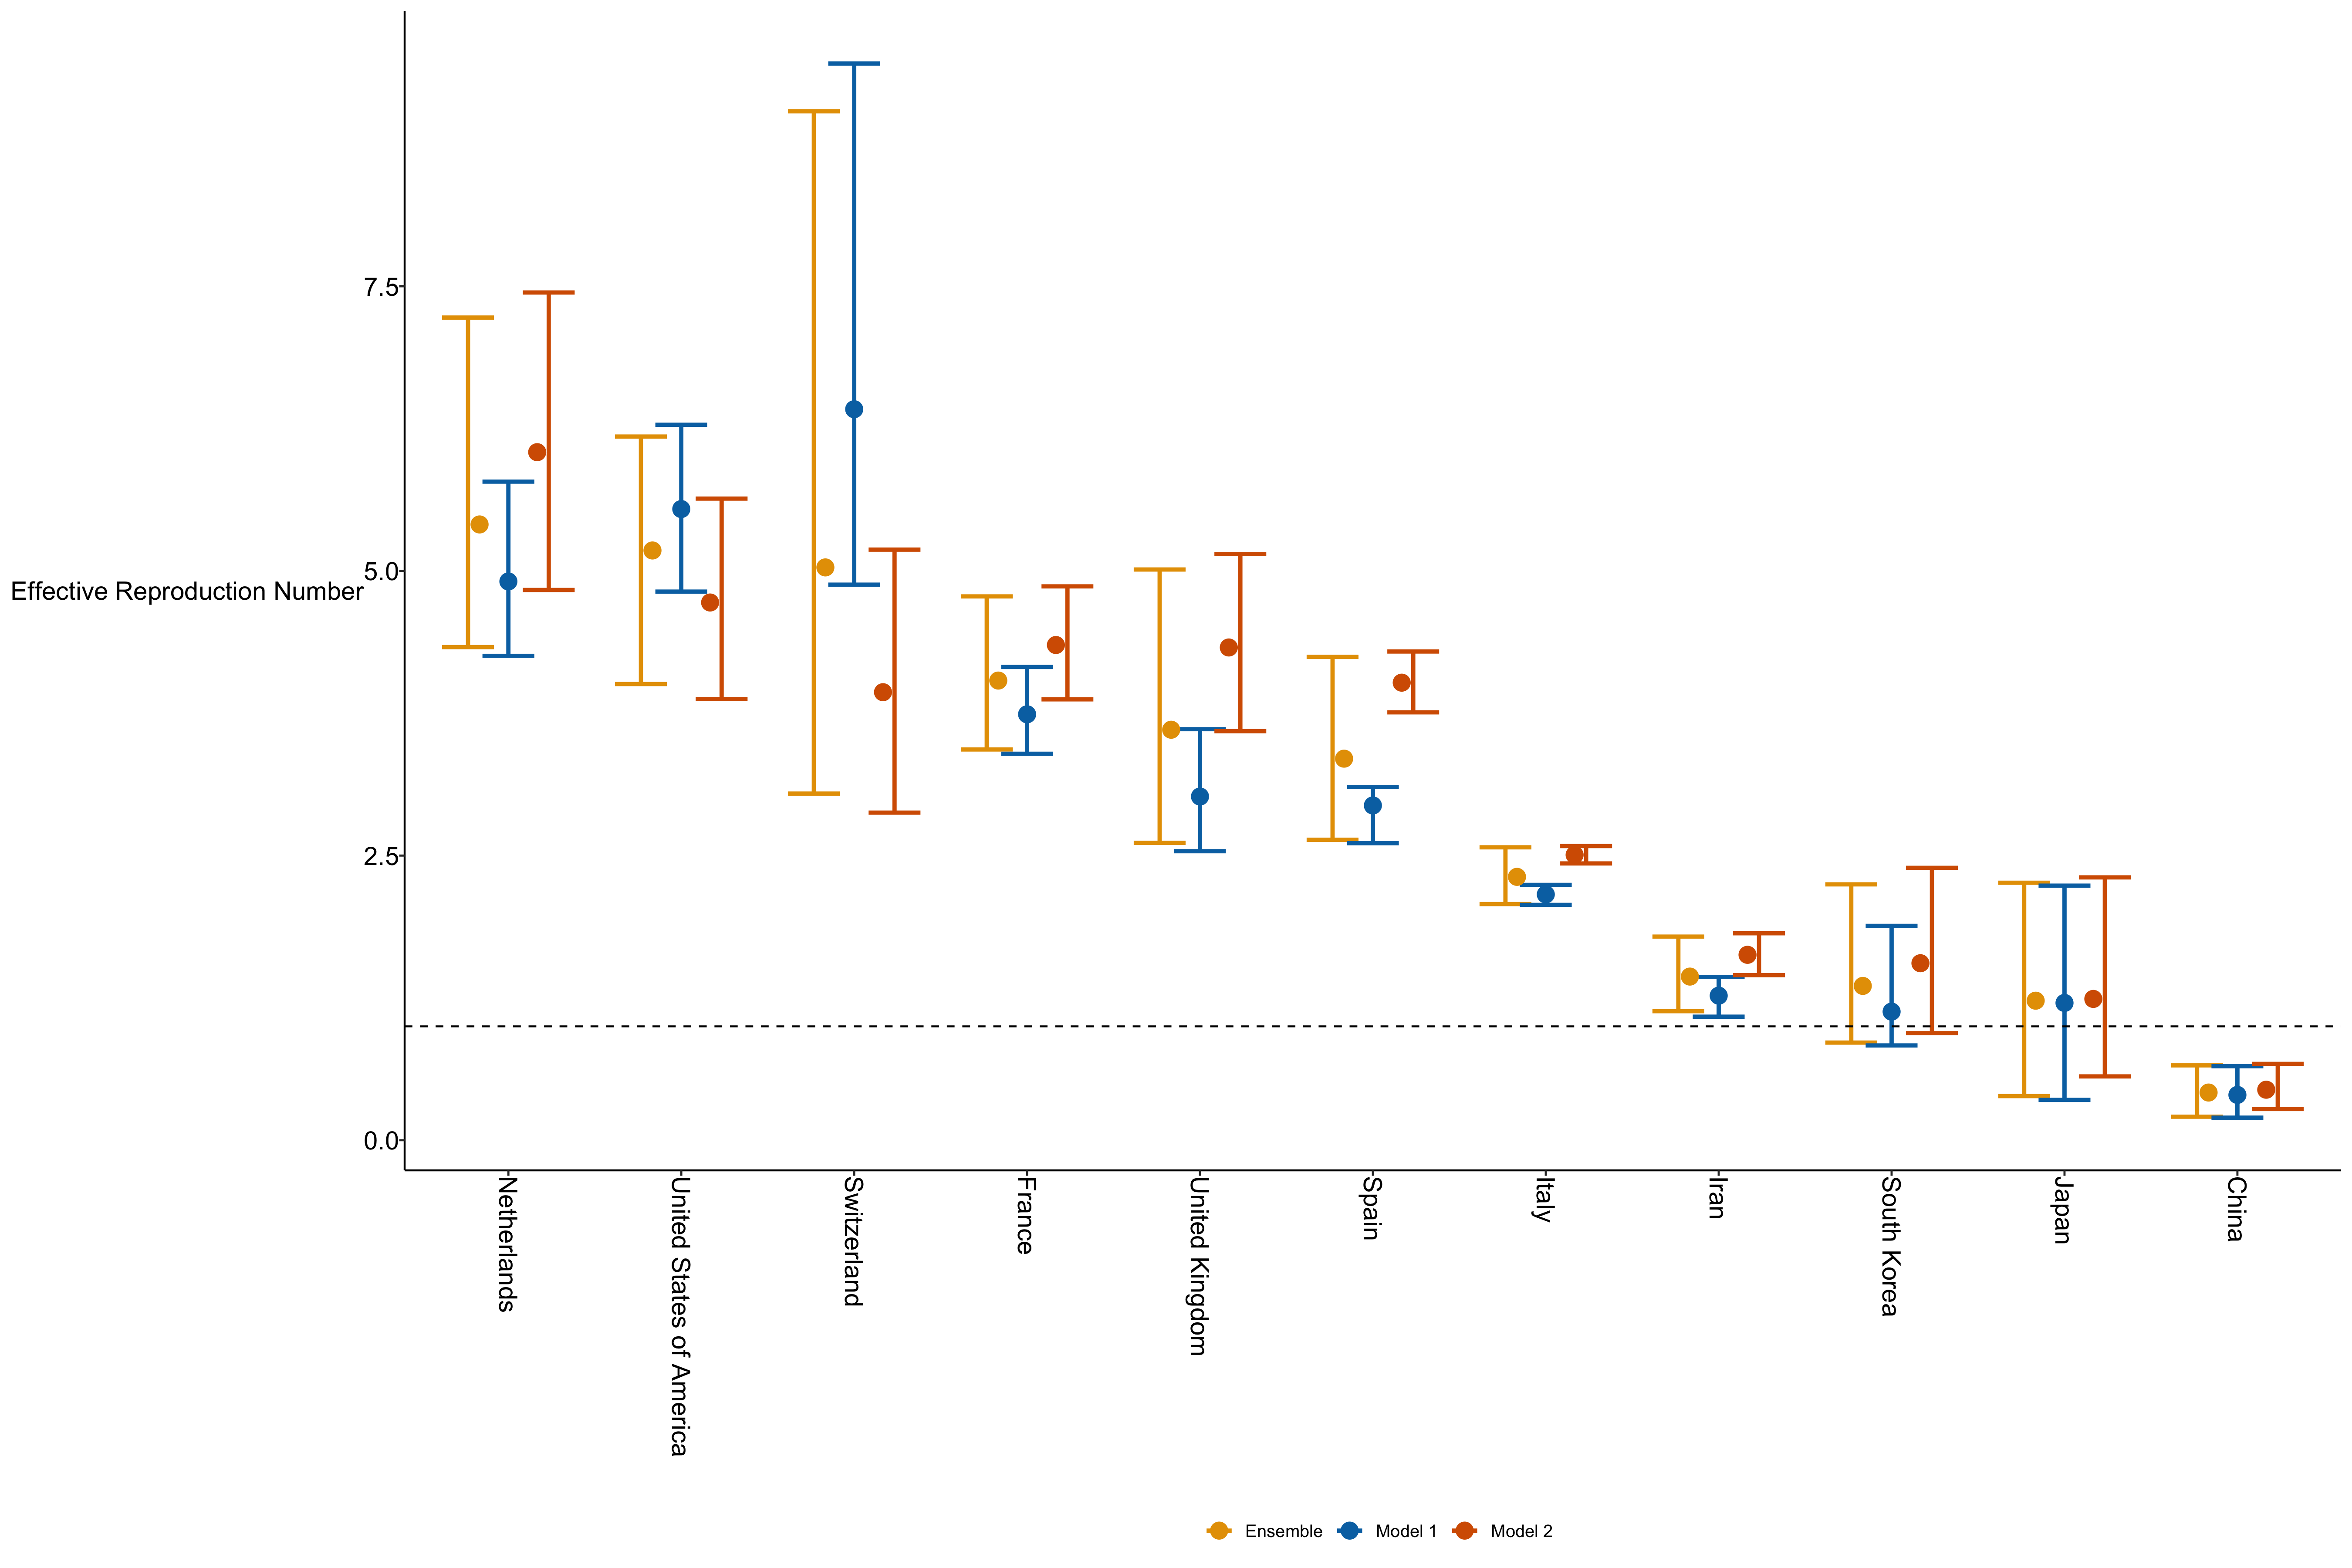 Effective Reproduction Number
7.5
5.0
2.5
0.0
Netherlands
United States of America
Switzerland
France
United Kingdom
Spain
Italy
Iran
South Korea
Japan
China
Ensemble
Model 1
Model 2